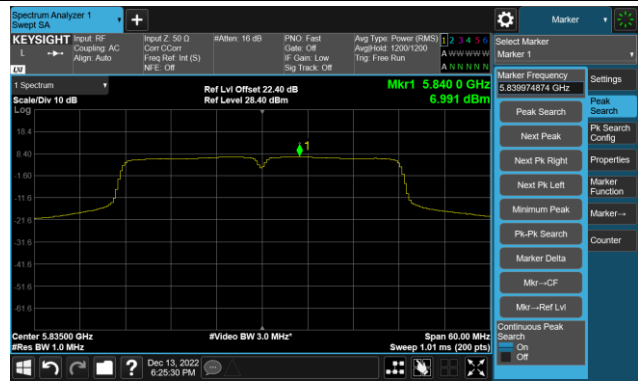 Spectrum Analyzer 1
Swept SA
Marker
KEYSIGHT
L
LXI
Input: RF
Coupling: AC
Align: Auto
Input Z: 50 Ω
Corr CCorr
Freq Ref: Int (S)
NFE: Off
#Atten: 16 dB
PNO: Fast
Gate: Off
IF Gain: Low
Sig Track: Off
Avg Type: Power (RMS)
Avg|Hold: 1200/1200
Trig: Free Run
1 2 3 4 5 6
A W W W W W
A N N N N N
Select Marker
Marker 1
1 Spectrum
Scale/Div 10 dB
Log
Ref Lvl Offset 22.40 dB
Ref Level 28.40 dBm
Mkr1 5.840 0 GHz
6.991 dBm
18.4
8.40
-1.60
-11.6
-21.6
-31.6
-41.6
-51.6
-61.6
1
Center 5.83500 GHz
#Res BW 1.0 MHz
#Video BW 3.0 MHz*
Span 60.00 MHz
Sweep 1.01 ms (200 pts)
Marker Frequency
5.839974874 GHz
Peak Search
Next Peak
Next Pk Right
Next Pk Left
Minimum Peak
Pk-Pk Search
Marker Delta
Mkr→CF
Mkr→Ref Lvl
Continuous Peak
Search
On
Off
Settings
Peak
Search
Pk Search
Config
Properties
Marker
Function
Marker→
Counter
?
Dec 13, 2022
6:25:30 PM